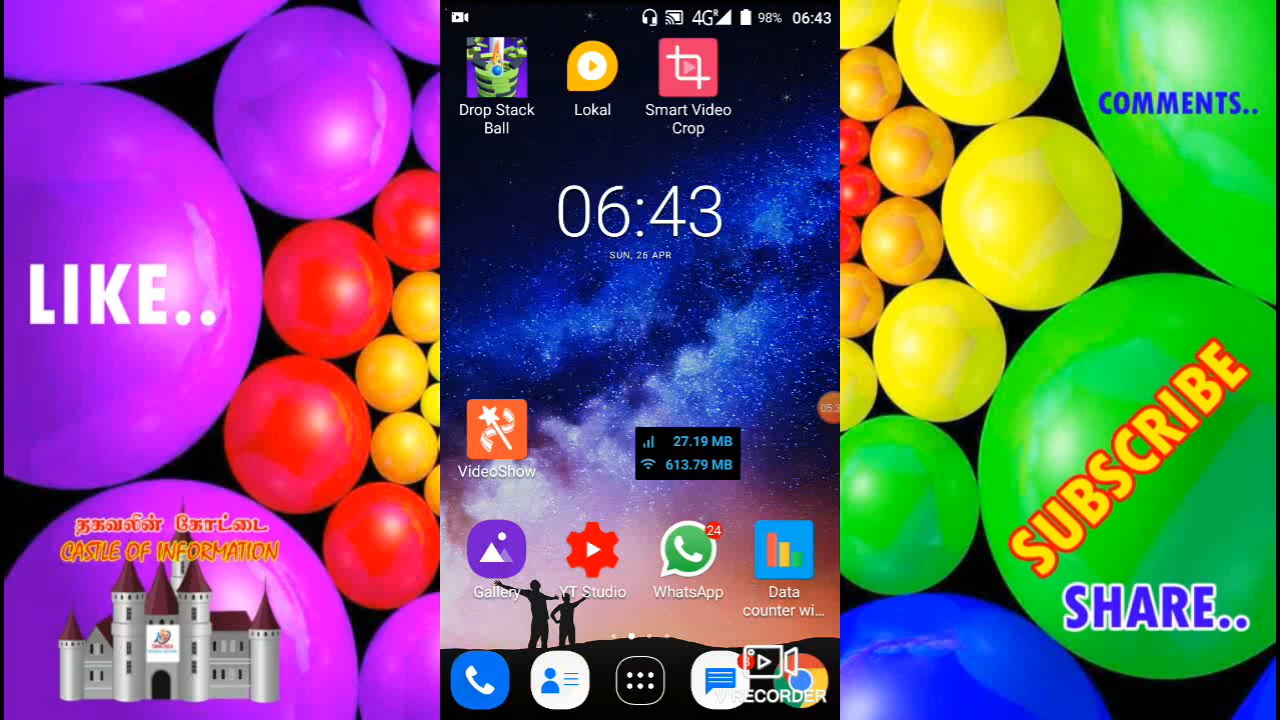 4G R 98% 06:43
Drop Stack
Ball
Lokal
Smart Video
Crop
COMMENTS..
06:43
SUN, 26 APR
LIKE..
VideoShow
27.19 MB
613.79 MB
SUBSCRIBE
தகவலின் கோட்டை
CASTLE OF INFORMATION
24
Gallery
YT Studio
WhatsApp
Data
counter wi...
SHARE..
V RECORDER